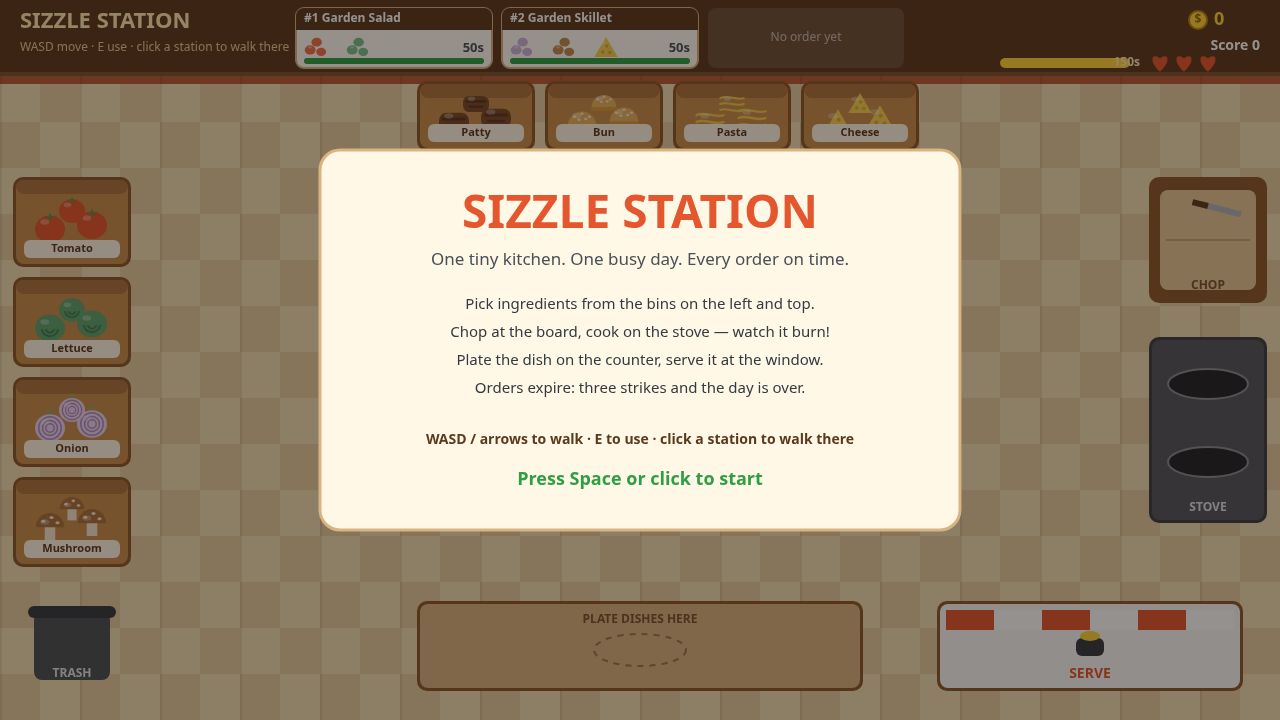 SIZZLE STATION
WASD move · E use · click a station to walk there
#1 Garden Salad
50s
#2 Garden Skillet
50s
No order yet
$ 0
Score 0
150s
Patty
Bun
Pasta
Cheese
Tomato
Lettuce
Onion
Mushroom
TRASH
SIZZLE STATION
One tiny kitchen. One busy day. Every order on time.
Pick ingredients from the bins on the left and top.
Chop at the board, cook on the stove — watch it burn!
Plate the dish on the counter, serve it at the window.
Orders expire: three strikes and the day is over.
WASD / arrows to walk · E to use · click a station to walk there
Press Space or click to start
CHOP
STOVE
PLATE DISHES HERE
SERVE